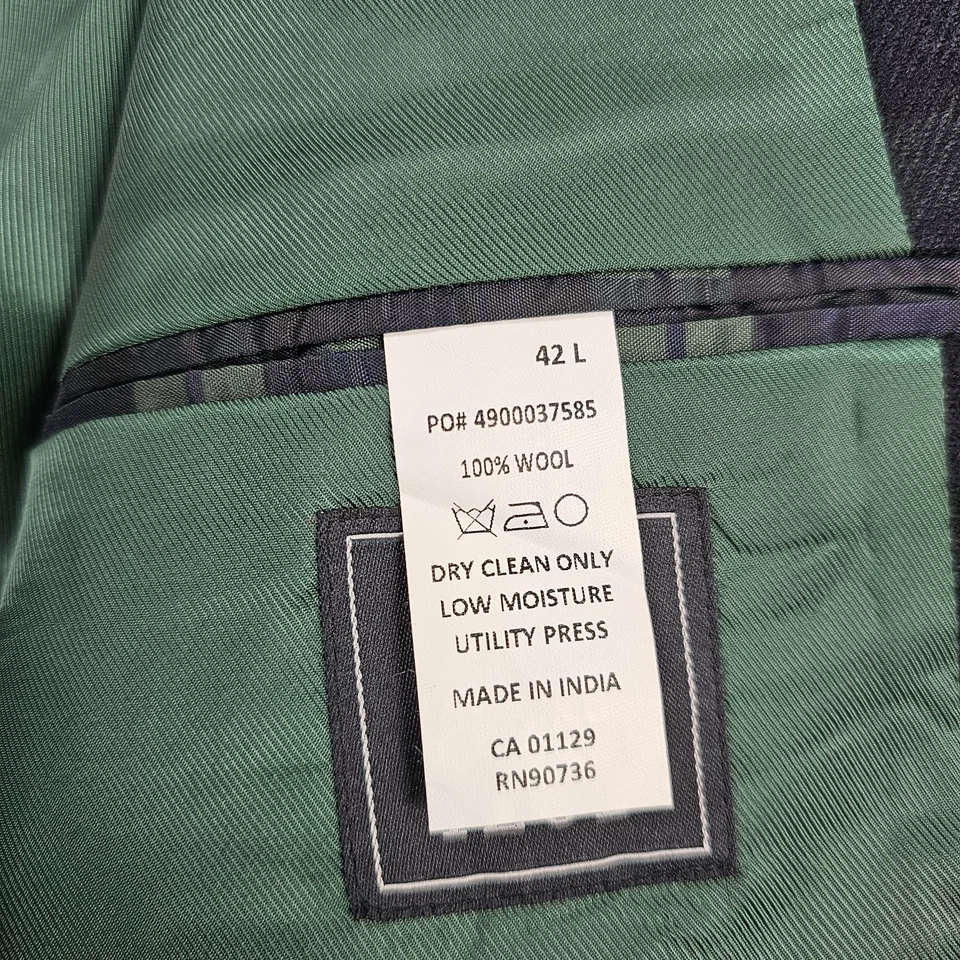 42 L
PO# 4900037585
100% WOOL
DRY CLEAN ONLY
LOW MOISTURE
UTILITY PRESS
MADE IN INDIA
CA 01129
RN90736